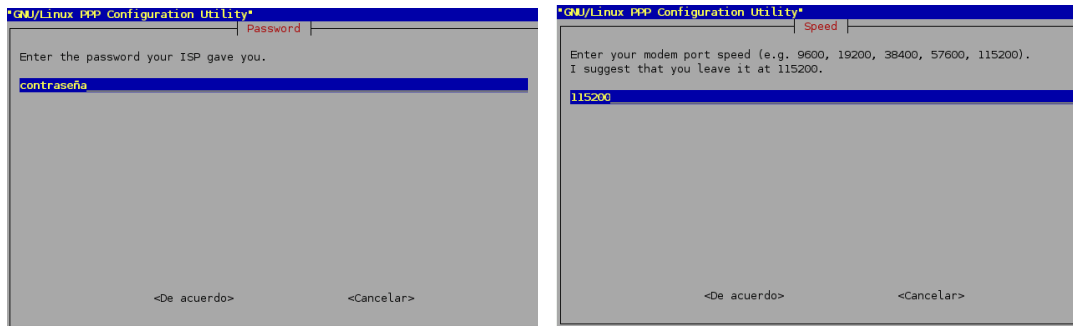 "GNU/Linux PPP Configuration Utility"
Password
Enter the password your ISP gave you.
contraseña
<De acuerdo> <Cancelar>
"GNU/Linux PPP Configuration Utility"
Speed
Enter your modem port speed (e.g. 9600, 19200, 38400, 57600, 115200).
I suggest that you leave it at 115200.
115200
<De acuerdo> <Cancelar>